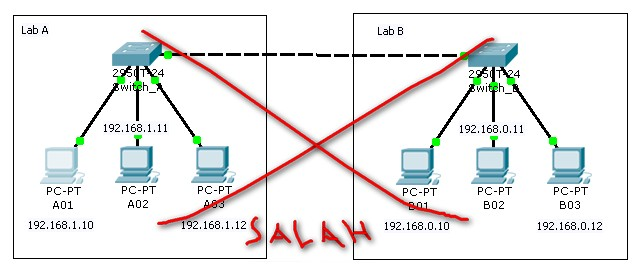 Lab A
Lab B
2950T-24
Switch_A
2950T-24
Switch_B
192.168.1.11
192.168.0.11
PC-PT
A01
PC-PT
A02
PC-PT
A03
PC-PT
B01
PC-PT
B02
PC-PT
B03
192.168.1.10
192.168.1.12
192.168.0.10
192.168.0.12
SALAH